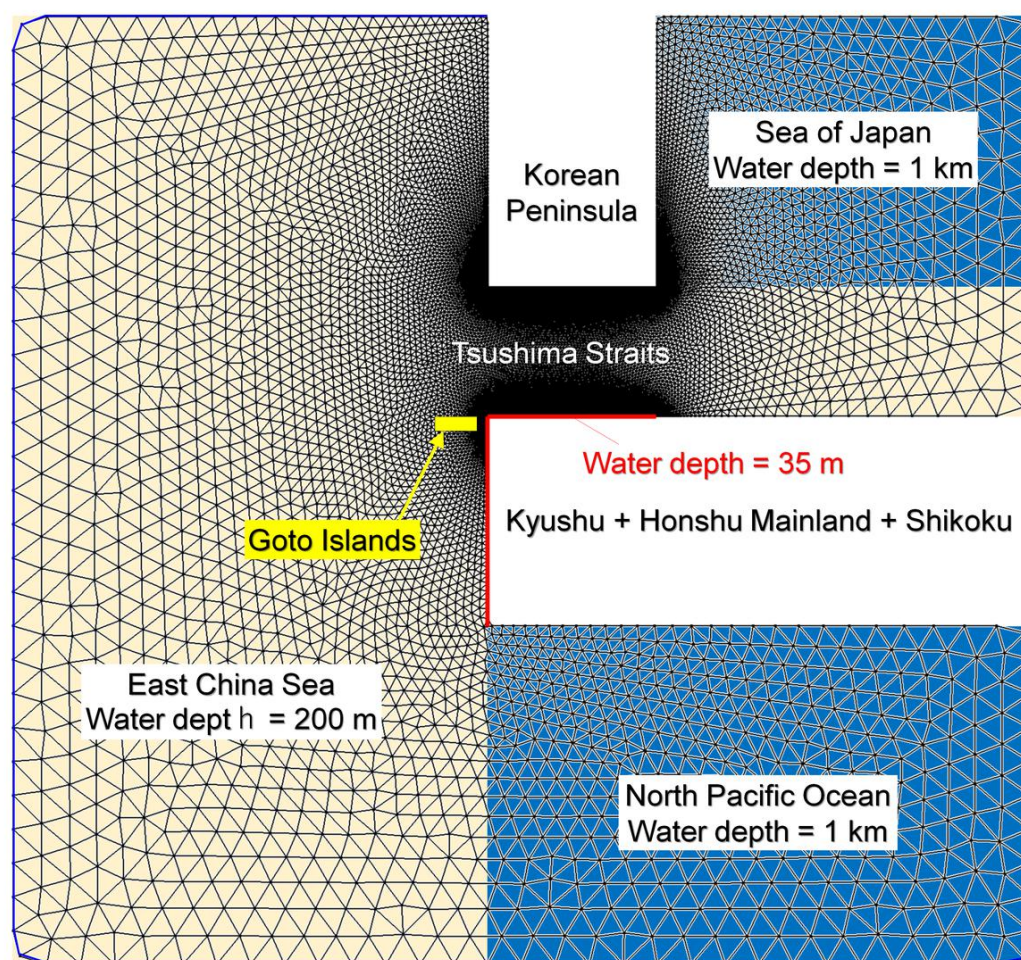 Sea of Japan
Water depth = 1 km
Korean
Peninsula
Tsushima Straits
Water depth = 35 m
Kyushu + Honshu Mainland + Shikoku
Goto Islands
East China Sea
Water dept h = 200 m
North Pacific Ocean
Water depth = 1 km